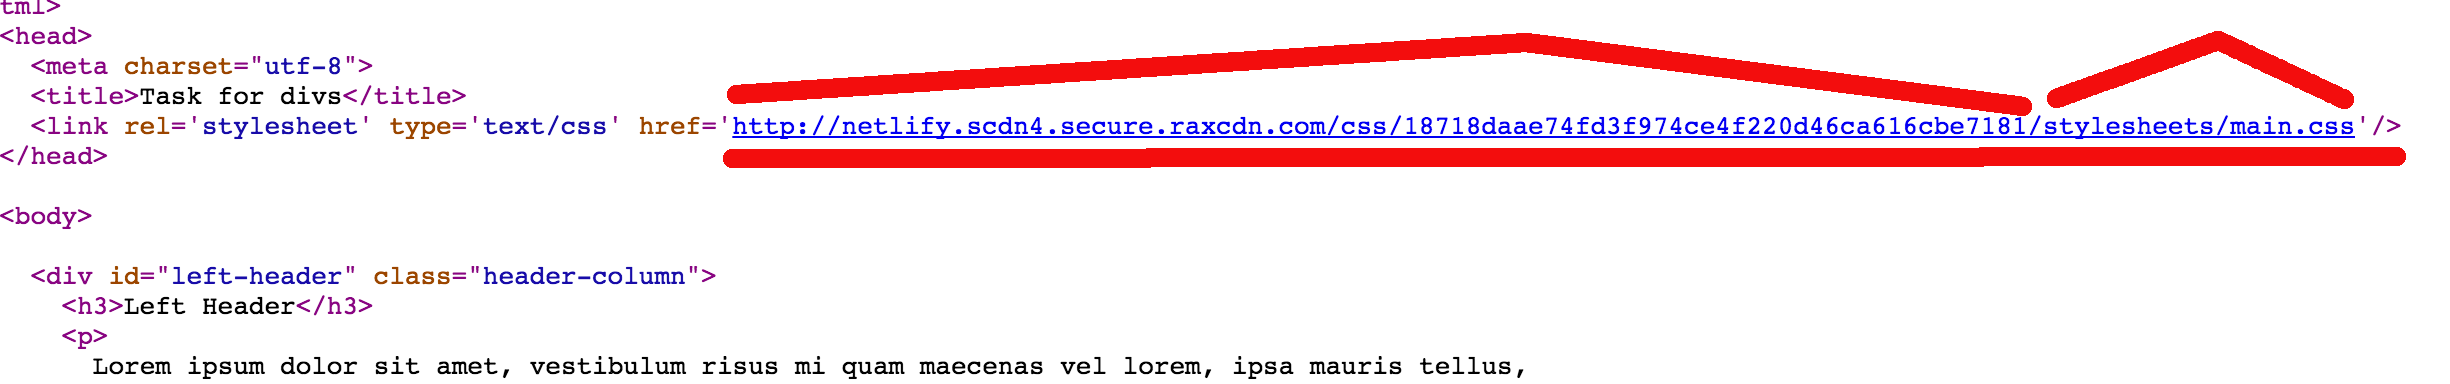 tml>
<head>
<meta charset="utf-8">
<title>Task for divs</title>
<link rel='stylesheet' type='text/css' href='http://netlify.scdn4.secure.raxcdn.com/css/18718daae74fd3f974ce4f220d46ca616cbe7181/stylesheets/main.css'/>
</head>
<body>
<div id="left-header" class="header-column">
<h3>Left Header</h3>
<p>
Lorem ipsum dolor sit amet, vestibulum risus mi quam maecenas vel lorem, ipsa mauris tellus,